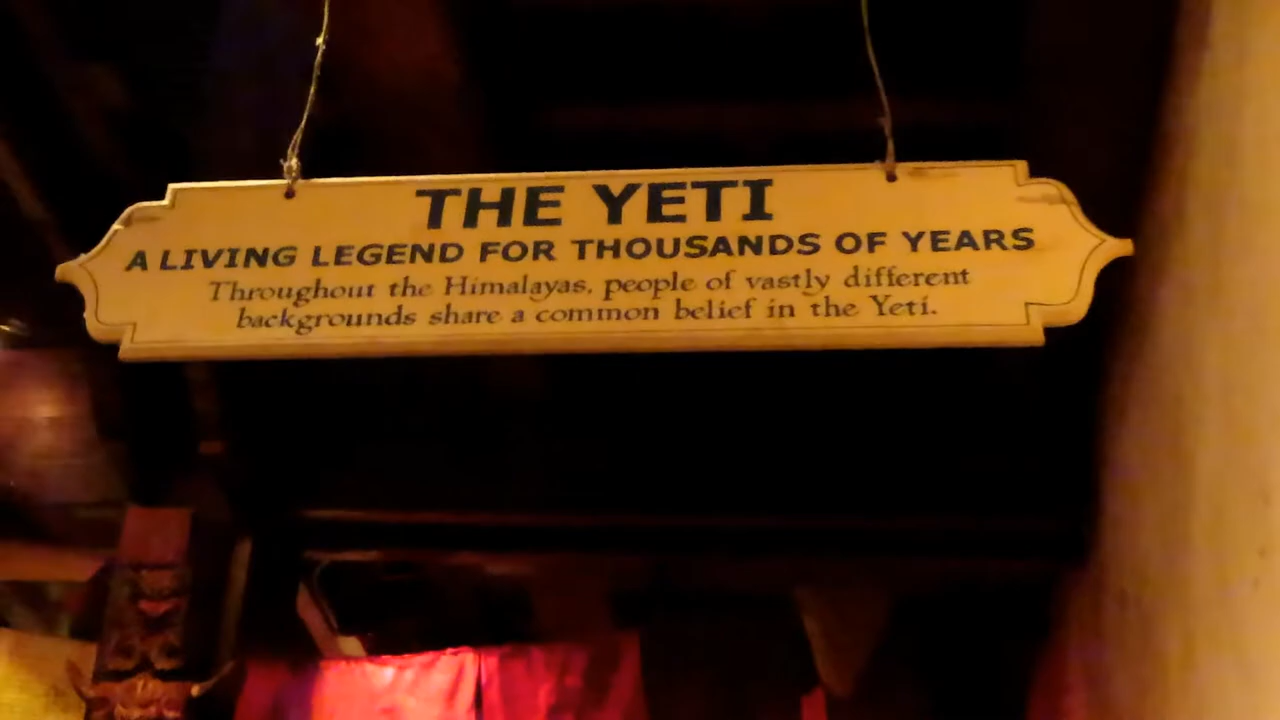 THE YETI
A LIVING LEGEND FOR THOUSANDS OF YEARS
Throughout the Himalayas, people of vastly different
backgrounds share a common belief in the Yeti.